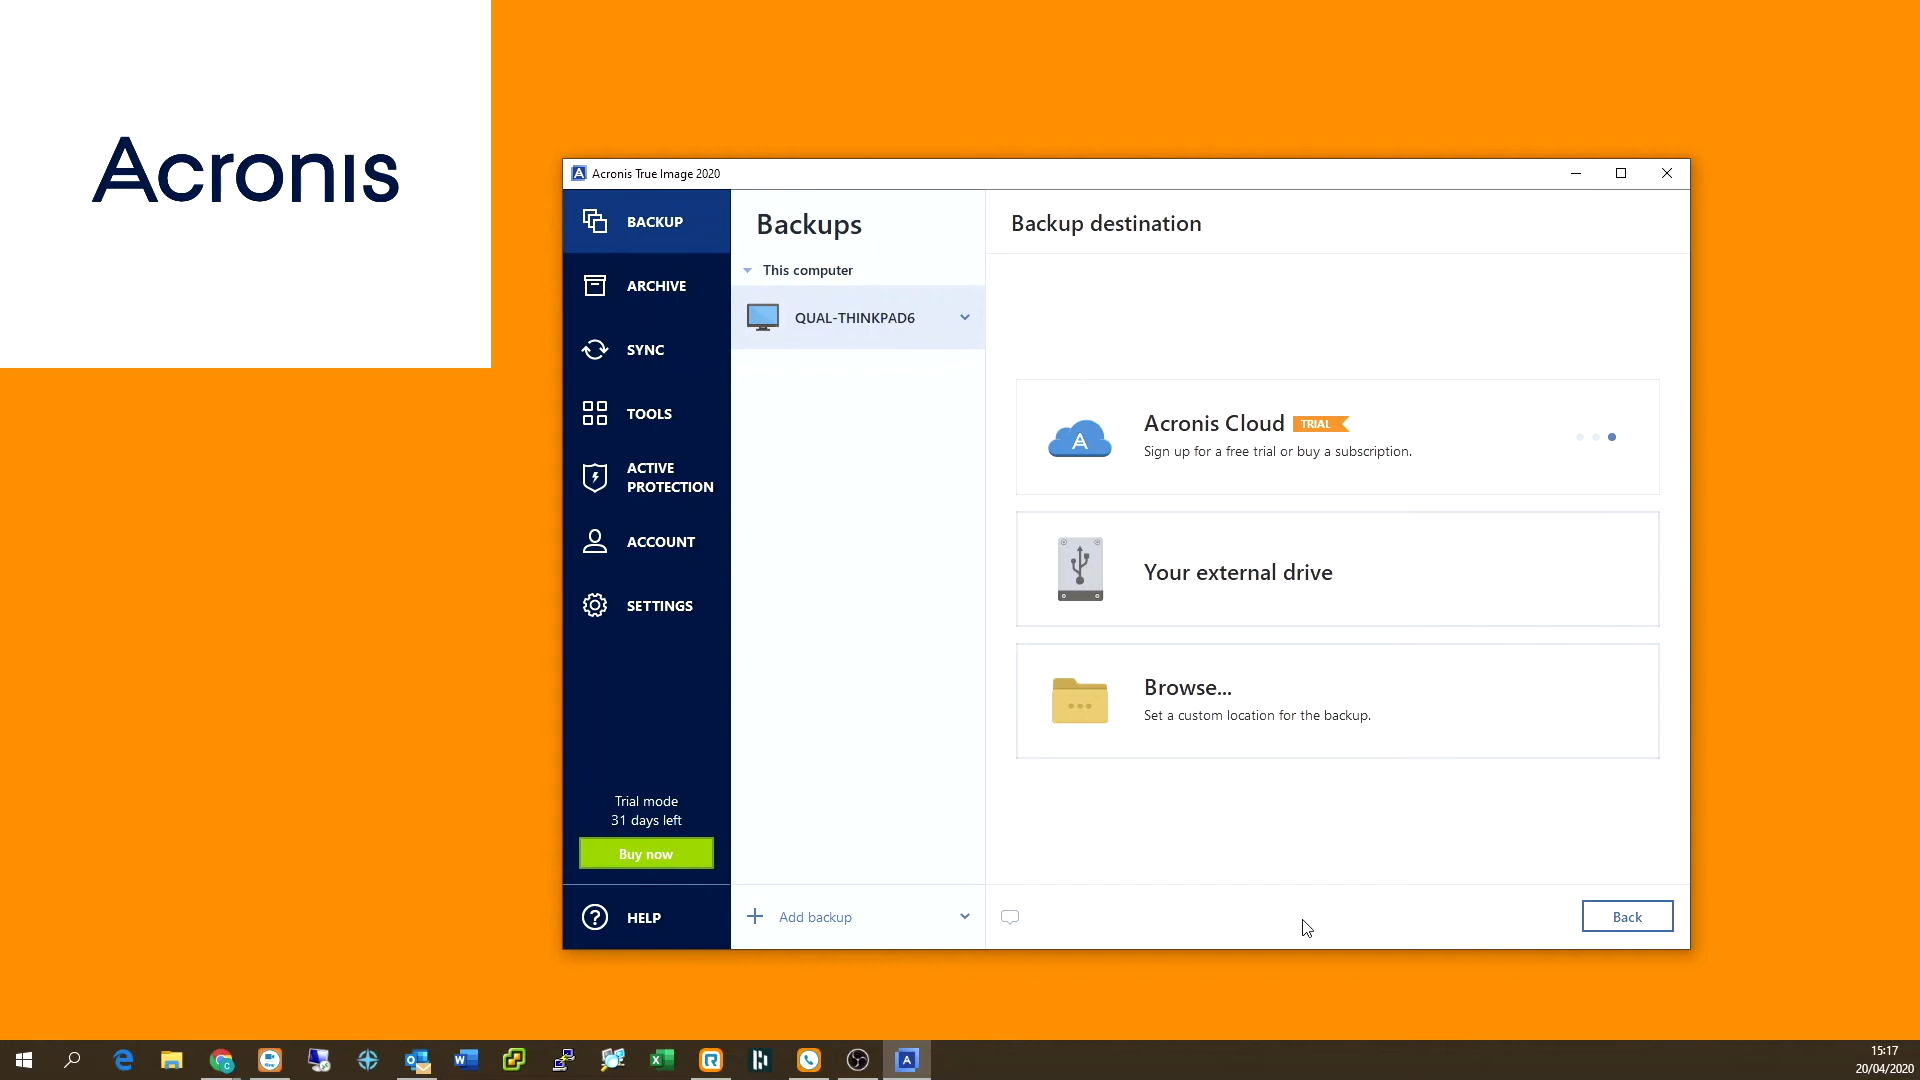 Acronis
Acronis True Image 2020
BACKUP
ARCHIVE
SYNC
TOOLS
ACTIVE
PROTECTION
ACCOUNT
SETTINGS
Trial mode
31 days left
Buy now
HELP
Backups
This computer
QUAL-THINKPAD6
Add backup
Backup destination
Acronis Cloud TRIAL
Sign up for a free trial or buy a subscription.
Your external drive
Browse...
Set a custom location for the backup.
Back
15:17
20/04/2020